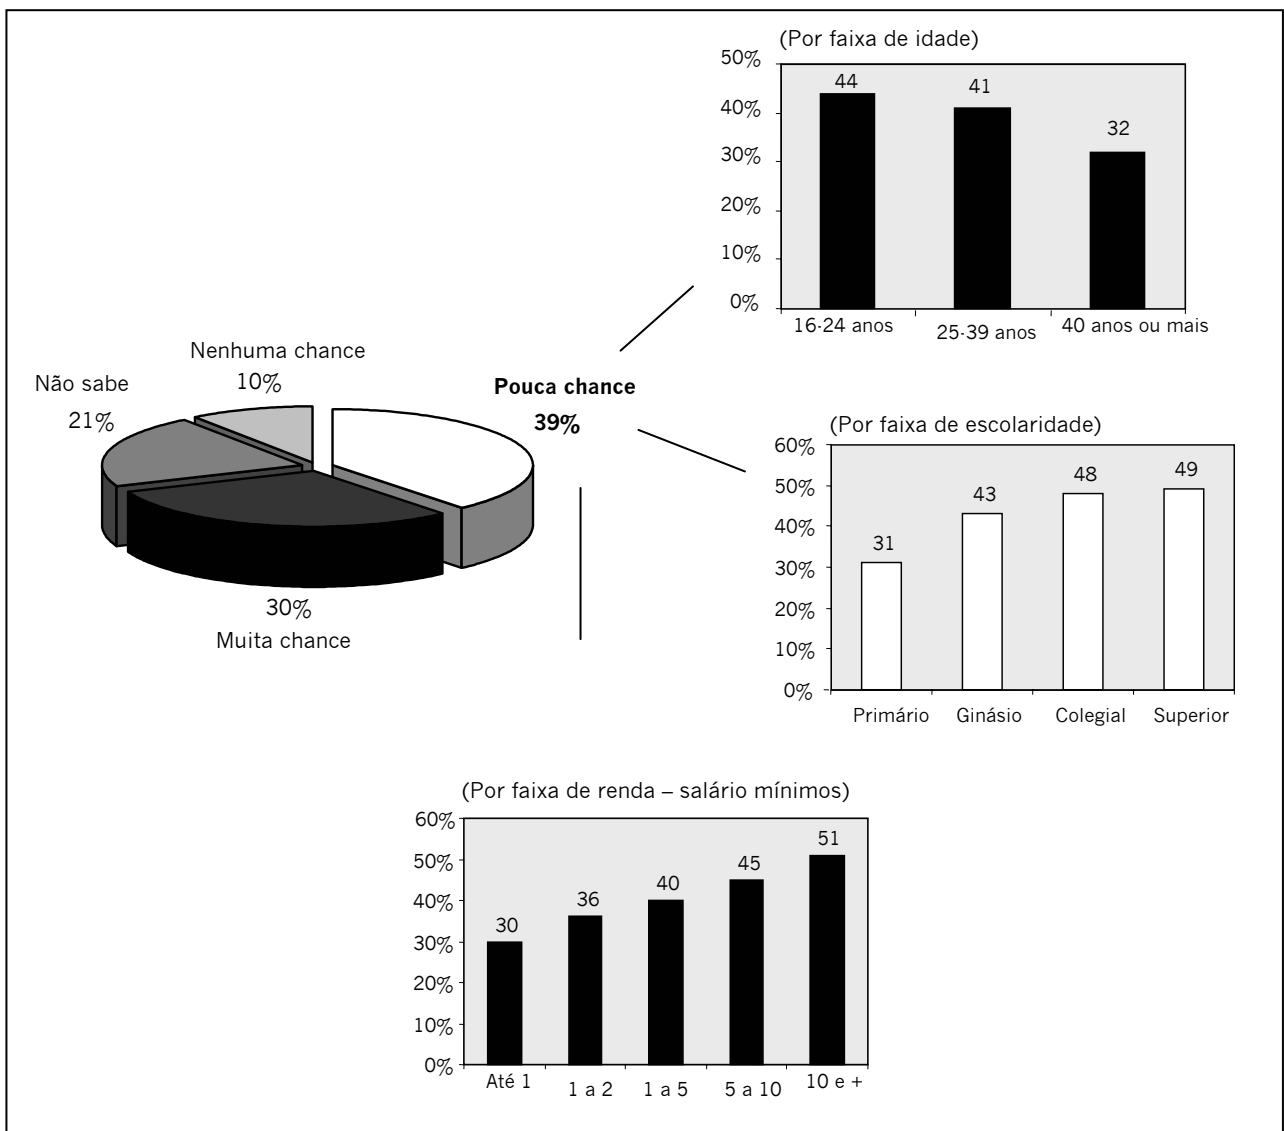 (Por faixa de idade)
50%
40%
30%
20%
10%
0%
44
41
32
16-24 anos
25-39 anos
40 anos ou mais
Nenhuma chance
10%
Não sabe
21%
Pouca chance
39%
30%
Muita chance
(Por faixa de escolaridade)
60%
50%
40%
30%
20%
10%
0%
31
43
48
49
Primário
Ginásio
Colegial
Superior
(Por faixa de renda – salário mínimos)
60%
50%
40%
30%
20%
10%
0%
30
36
40
45
51
Até 1
1 a 2
1 a 5
5 a 10
10 e +